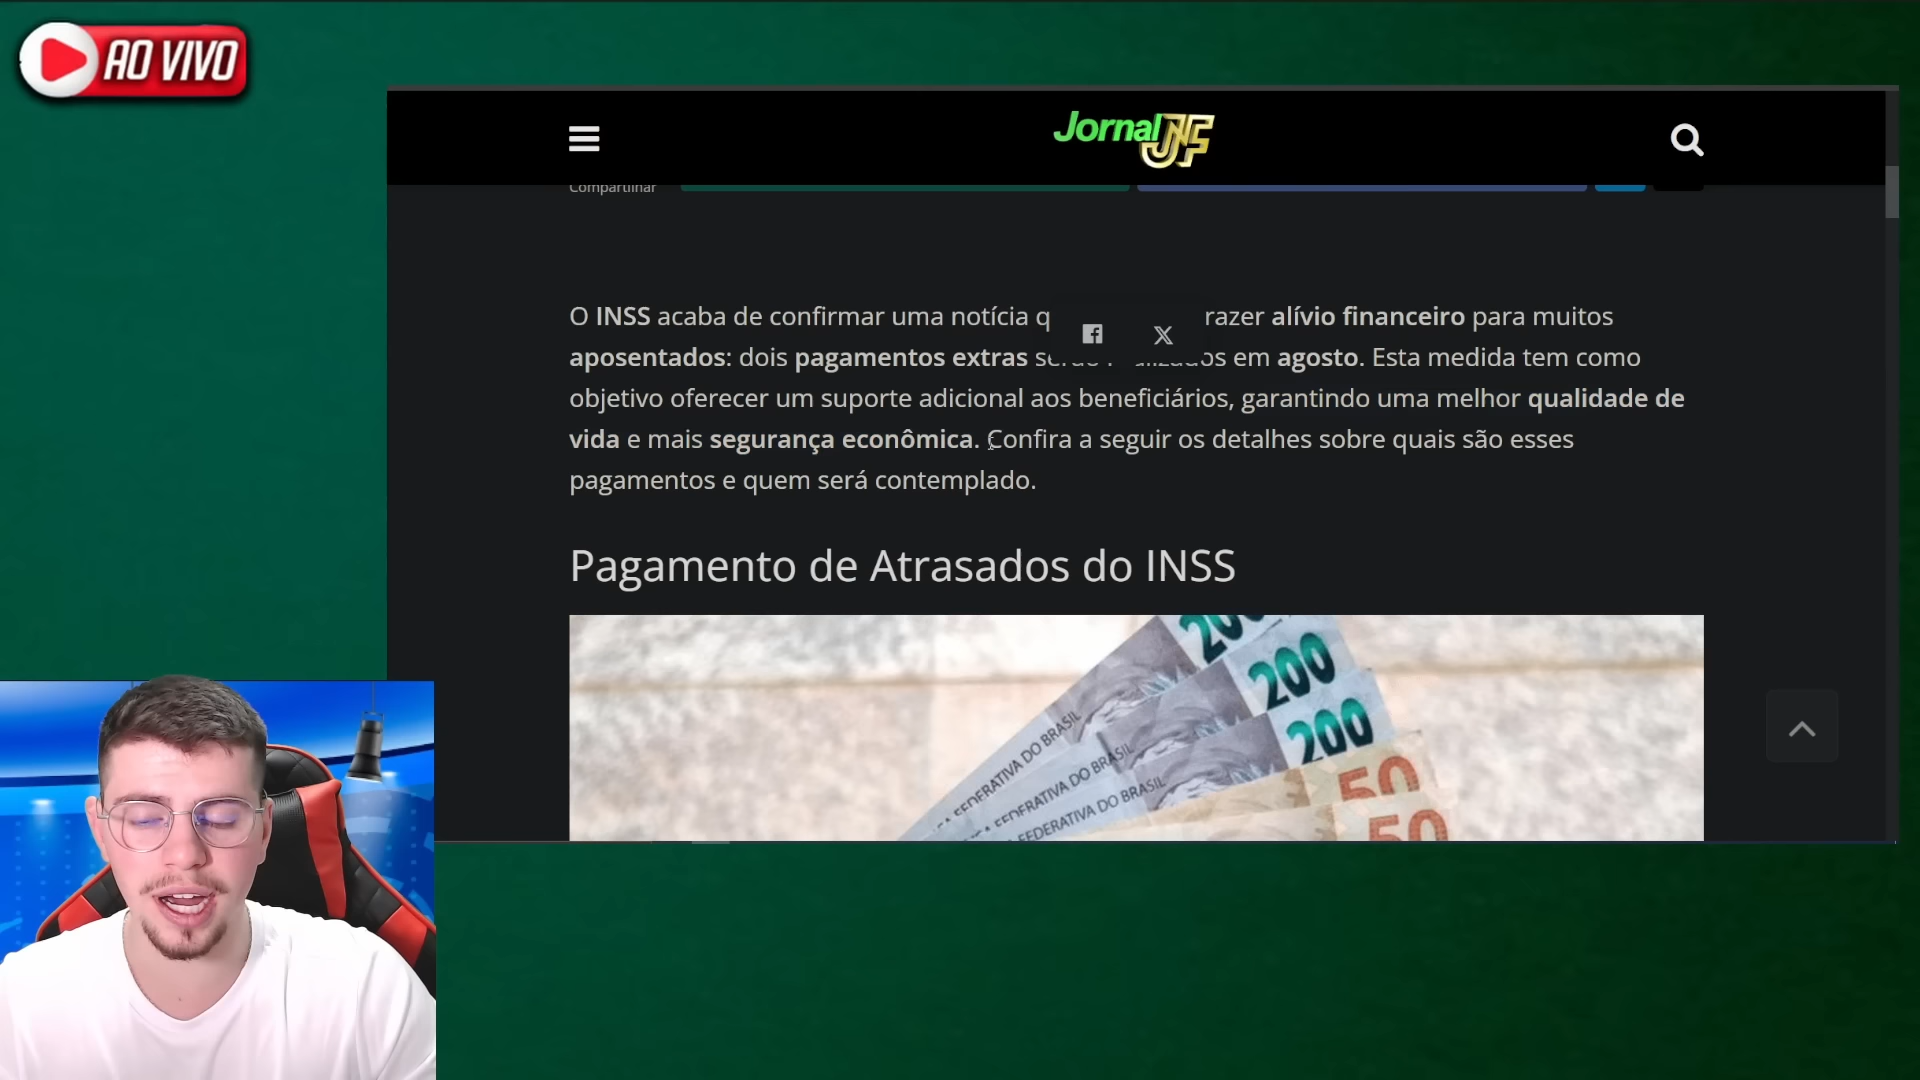 AO VIVO
Jornal JF
Compartilhar
O INSS acaba de confirmar uma notícia q razer alívio financeiro para muitos
aposentados: dois pagamentos extras em agosto. Esta medida tem como
objetivo oferecer um suporte adicional aos beneficiários, garantindo uma melhor qualidade de
vida e mais segurança econômica. Confira a seguir os detalhes sobre quais são esses
pagamentos e quem será contemplado.
Pagamento de Atrasados do INSS
200
200
200
FEDERATIVA DO BRASIL
FEDERATIVA DO BRASIL
FEDERATIVA DO BRASIL
50
50